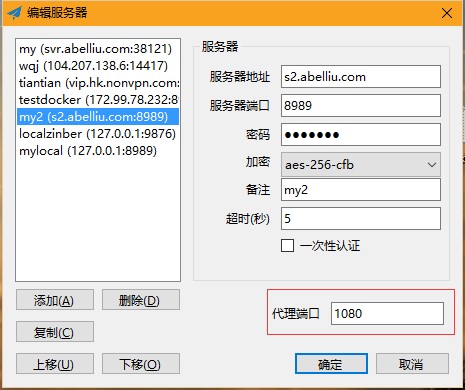 编辑服务器
my (svr.abelliu.com:38121)
wqj (104.207.138.6:14417)
tiantian (vip.hk.nonvpn.com:
testdocker (172.99.78.232:8
my2 (s2.abelliu.com:8989)
localzinber (127.0.0.1:9876)
mylocal (127.0.0.1:8989)
服务器
服务器地址 s2.abelliu.com
服务器端口 8989
密码 ●●●●●●●
加密 aes-256-cfb
备注 my2
超时(秒) 5
一次性认证
添加(A) 删除(D)
复制(C)
上移(U) 下移(O)
代理端口 1080
确定 取消